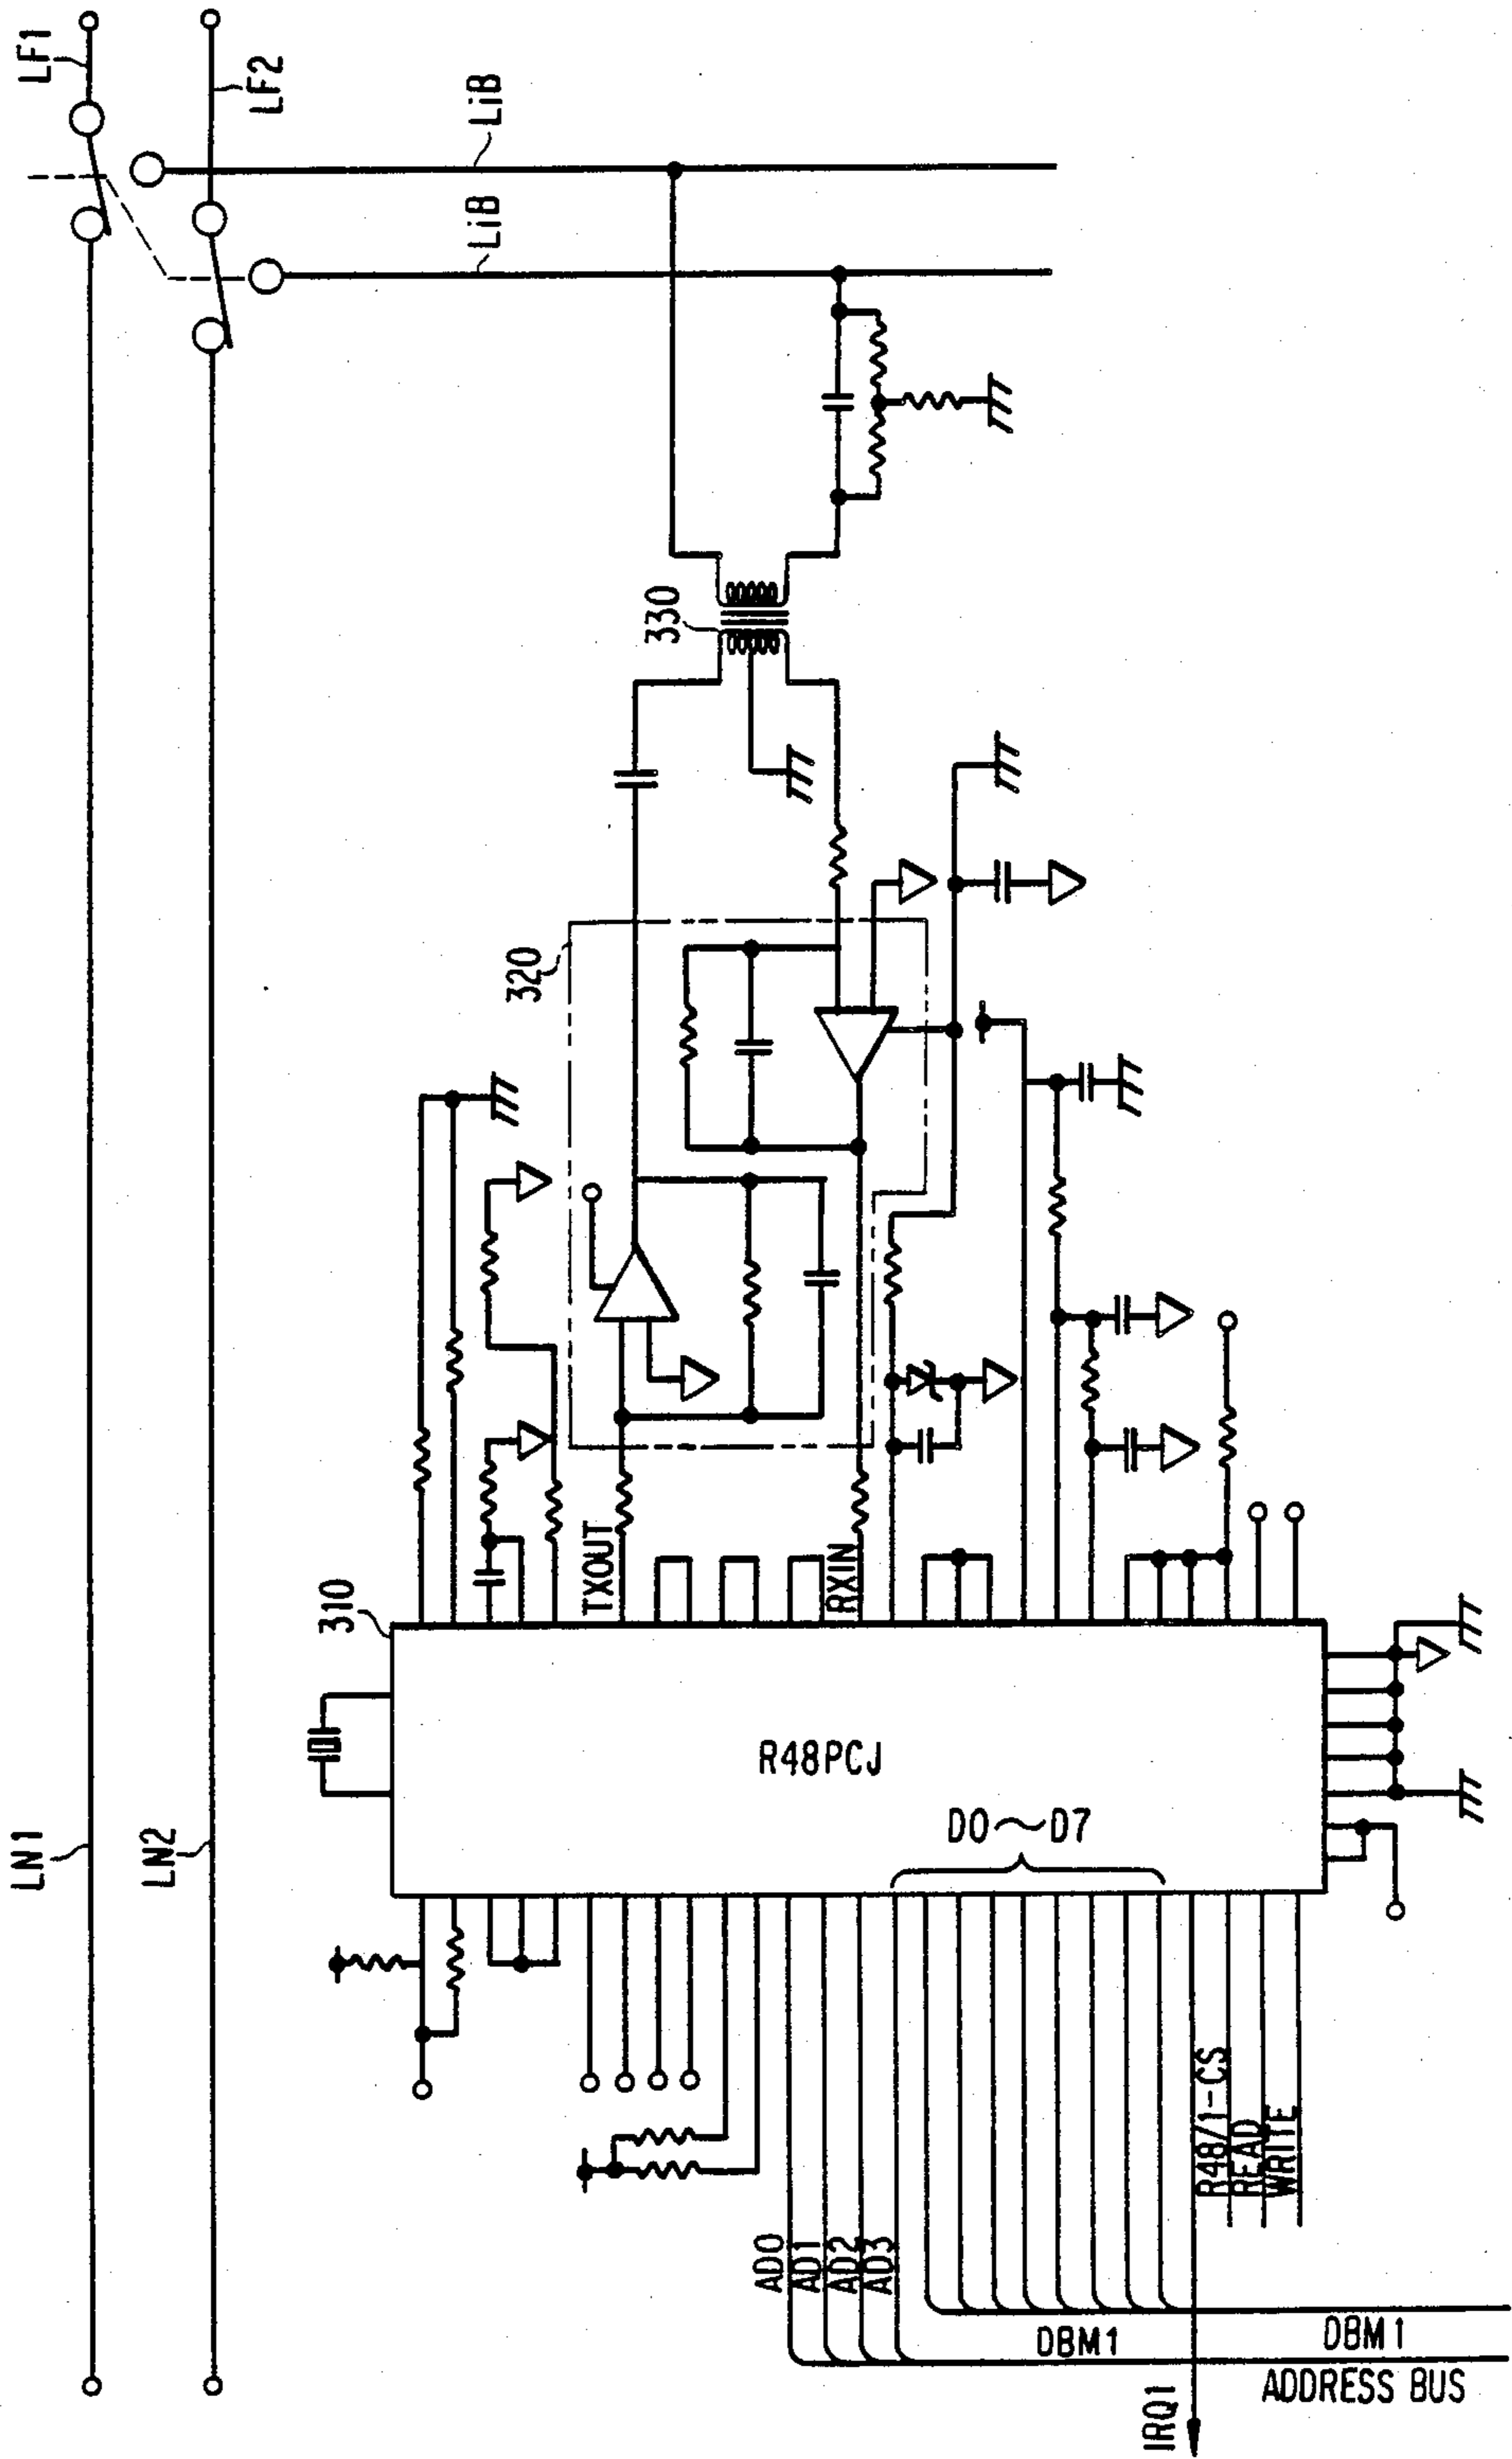 LN1
LF1
LN2
LF2
LiB
LiB
310
320
330
TXOUT
RXIN
R48PCJ
D0～D7
AD0
AD1
AD2
AD3
R48/1-CS
READ
WRITE
DBM1
DBM1
ADDRESS BUS
IRQ1